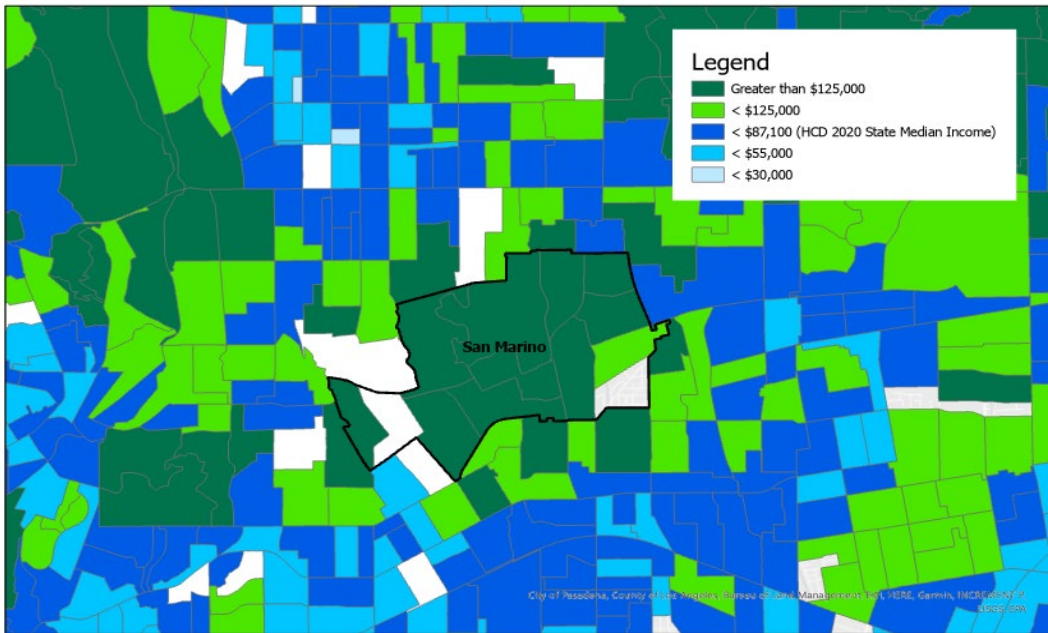 Legend
Greater than $125,000
< $125,000
< $87,100 (HCD 2020 State Median Income)
< $55,000
< $30,000
San Marino
City of Pasadena, County of Los Angeles, Bureau of Land Management, Esri, HERE, Garmin, INCREMENT P,
USGS, EPA